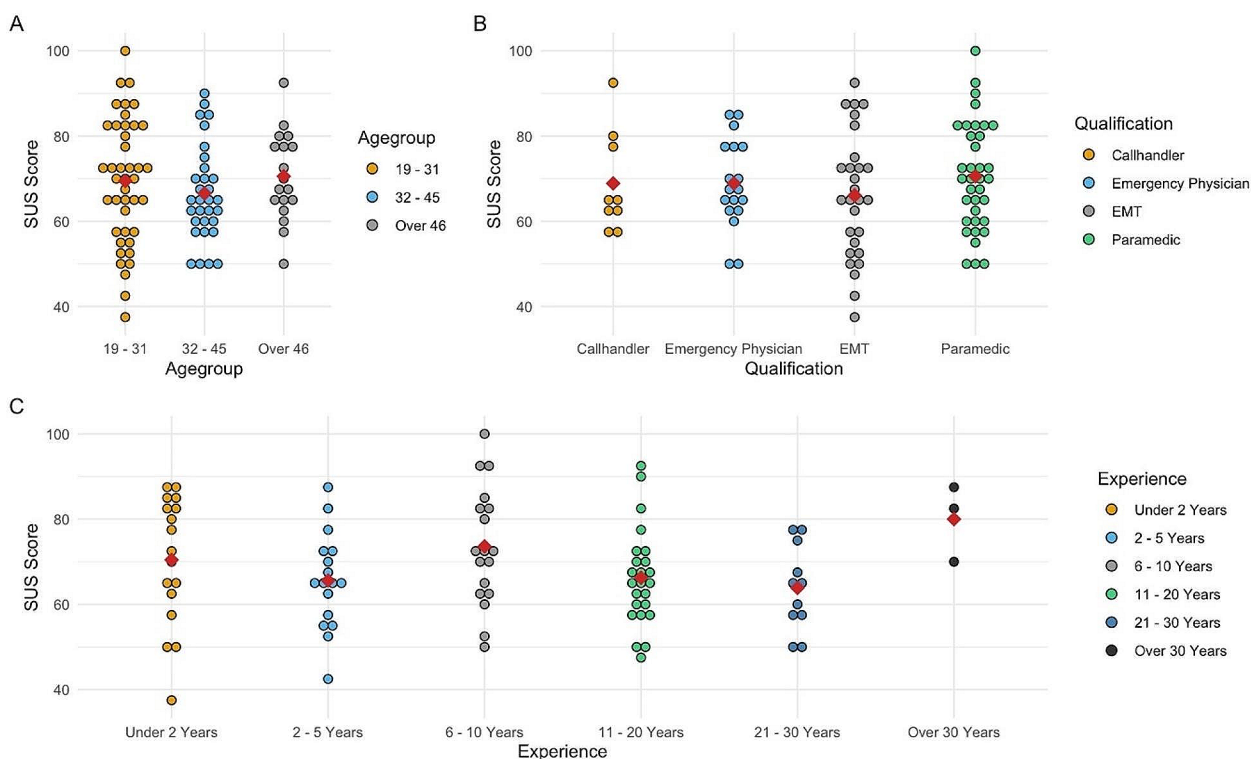 A
100
80
60
40
SUS Score
19 - 31
32 - 45
Over 46
Agegroup
Agegroup
19 - 31
32 - 45
Over 46
B
100
80
60
40
SUS Score
Callhandler
Emergency Physician
EMT
Paramedic
Qualification
Qualification
Callhandler
Emergency Physician
EMT
Paramedic
C
100
80
60
40
SUS Score
Under 2 Years
2 - 5 Years
6 - 10 Years
11 - 20 Years
21 - 30 Years
Over 30 Years
Experience
Experience
Under 2 Years
2 - 5 Years
6 - 10 Years
11 - 20 Years
21 - 30 Years
Over 30 Years